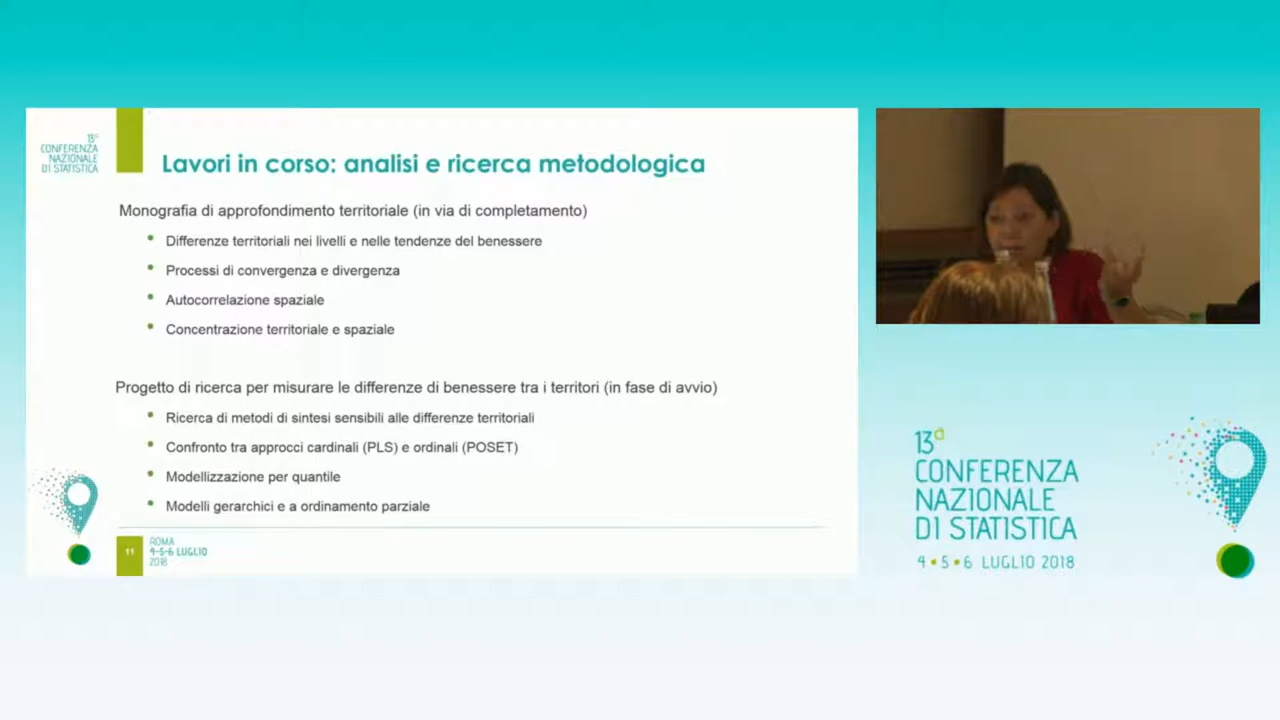 13ª
CONFERENZA
NAZIONALE
DI STATISTICA
Lavori in corso: analisi e ricerca metodologica
Monografia di approfondimento territoriale (in via di completamento)
• Differenze territoriali nei livelli e nelle tendenze del benessere
• Processi di convergenza e divergenza
• Autocorrelazione spaziale
• Concentrazione territoriale e spaziale
Progetto di ricerca per misurare le differenze di benessere tra i territori (in fase di avvio)
• Ricerca di metodi di sintesi sensibili alle differenze territoriali
• Confronto tra approcci cardinali (PLS) e ordinali (POSET)
• Modellizzazione per quantile
• Modelli gerarchici e a ordinamento parziale
11
ROMA
4-5-6 LUGLIO
2018
13ª
CONFERENZA
NAZIONALE
DI STATISTICA
4•5•6 LUGLIO 2018